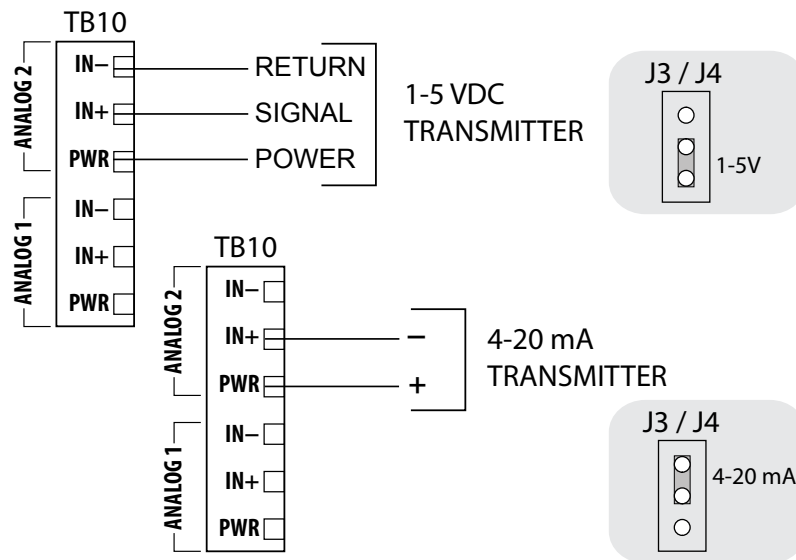 TB10
ANALOG 2
IN–
IN+
PWR
ANALOG 1
IN–
IN+
PWR
RETURN
SIGNAL
POWER
1-5 VDC
TRANSMITTER
J3 / J4
1-5V
TB10
ANALOG 2
IN–
IN+
PWR
ANALOG 1
IN–
IN+
PWR
–
+
4-20 mA
TRANSMITTER
J3 / J4
4-20 mA